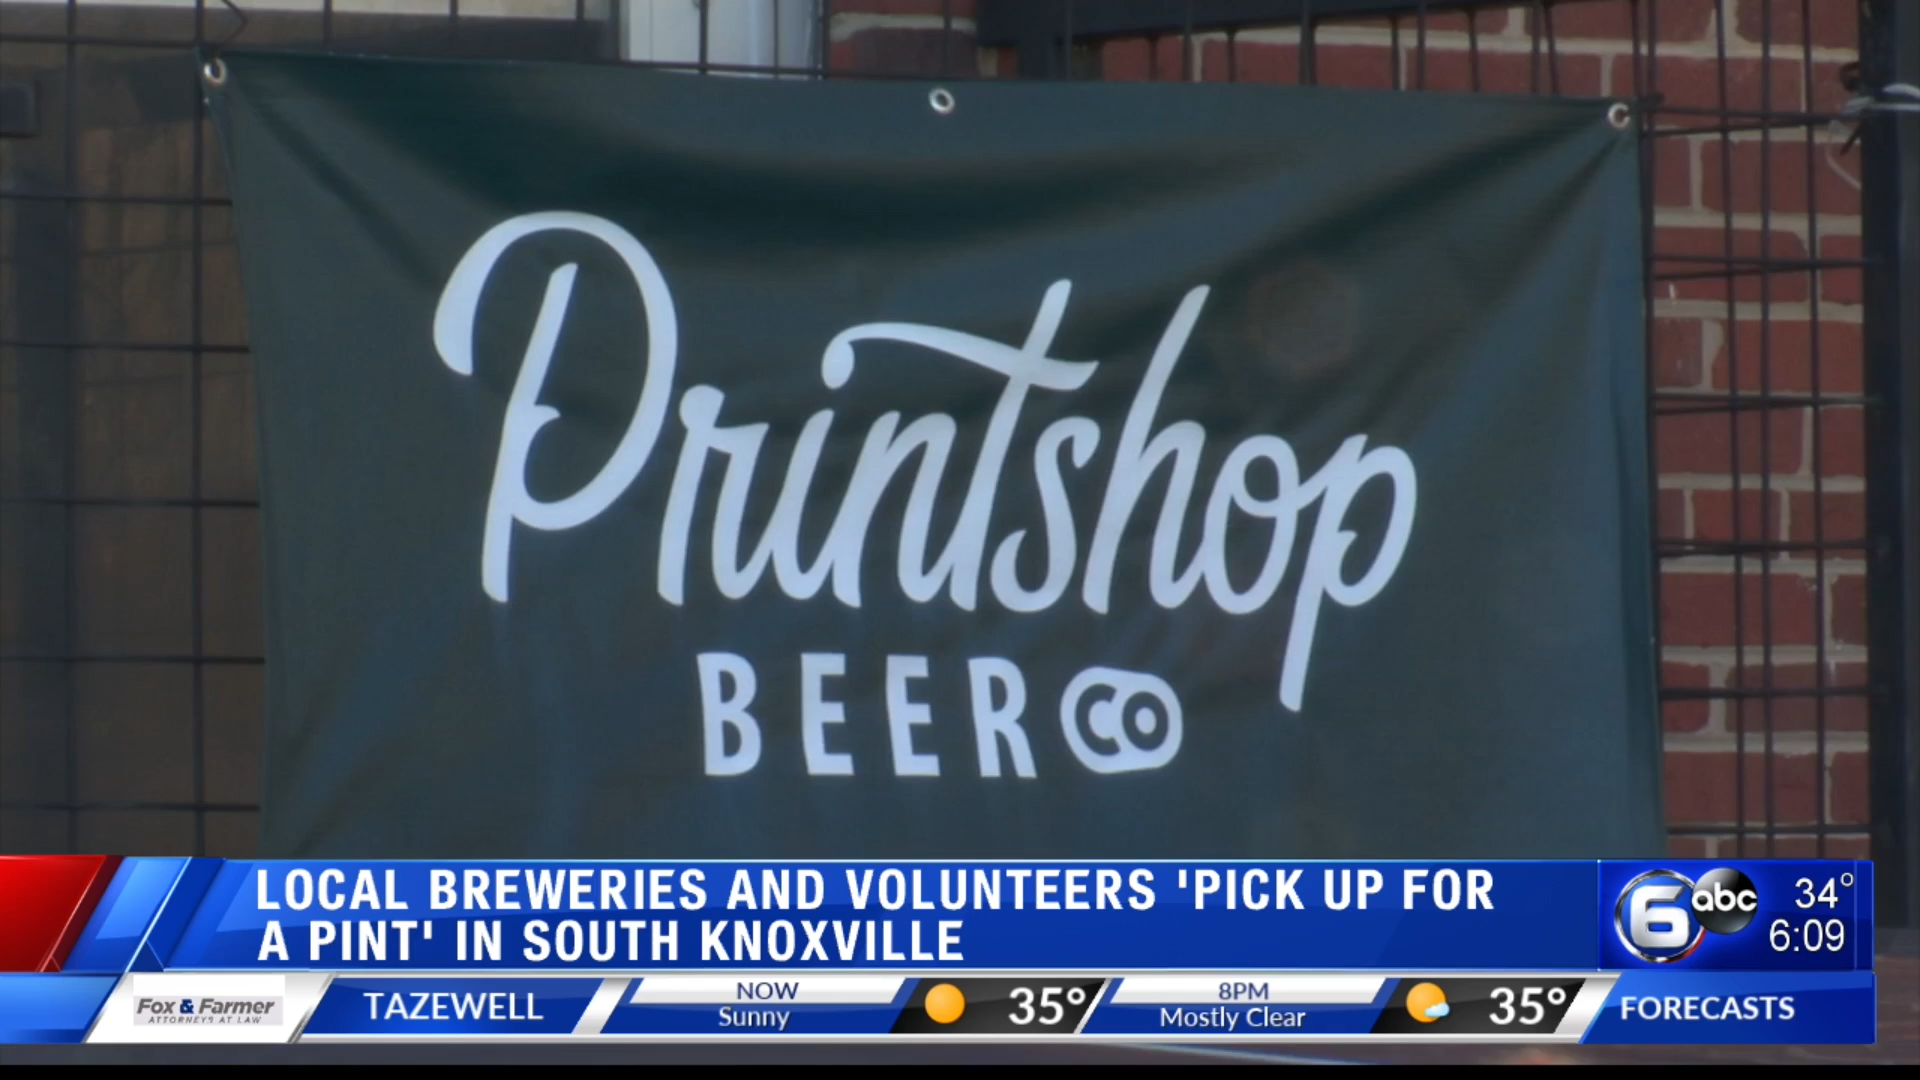 Printshop
BEER CO
LOCAL BREWERIES AND VOLUNTEERS 'PICK UP FOR
A PINT' IN SOUTH KNOXVILLE
6 abc 34°
6:09
Fox & Farmer
ATTORNEYS AT LAW
TAZEWELL
NOW
Sunny
35°
8PM
Mostly Clear
35°
FORECASTS